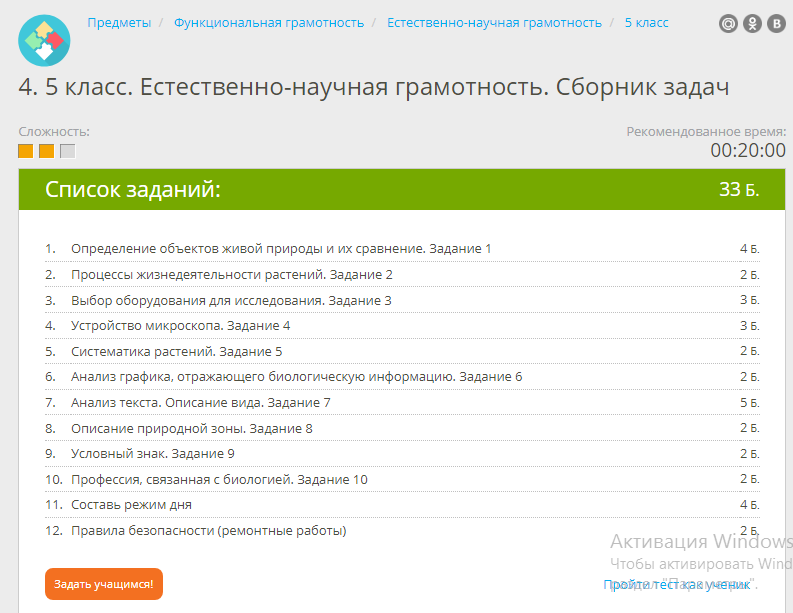 Предметы / Функциональная грамотность / Естественно-научная грамотность / 5 класс
4. 5 класс. Естественно-научная грамотность. Сборник задач
Сложность:
Рекомендованное время:
00:20:00
Список заданий: 33 Б.
1. Определение объектов живой природы и их сравнение. Задание 1 4 Б.
2. Процессы жизнедеятельности растений. Задание 2 2 Б.
3. Выбор оборудования для исследования. Задание 3 3 Б.
4. Устройство микроскопа. Задание 4 3 Б.
5. Систематика растений. Задание 5 2 Б.
6. Анализ графика, отражающего биологическую информацию. Задание 6 2 Б.
7. Анализ текста. Описание вида. Задание 7 5 Б.
8. Описание природной зоны. Задание 8 2 Б.
9. Условный знак. Задание 9 2 Б.
10. Профессия, связанная с биологией. Задание 10 2 Б.
11. Составь режим дня 4 Б.
12. Правила безопасности (ремонтные работы) 2 Б.
Активация Windows
Чтобы активировать Wind
раздел "Параметры".
Задать учащимся!
Пройти тест как ученик